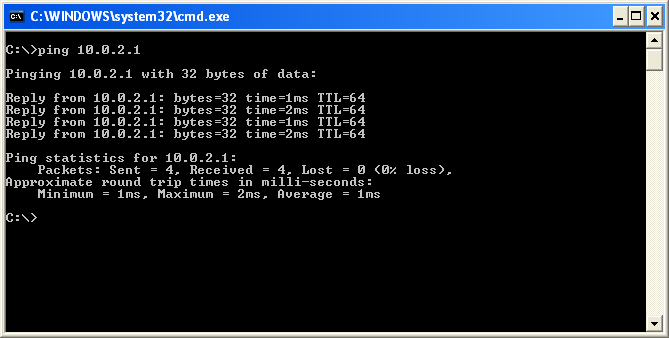 C:\WINDOWS\system32\cmd.exe
C:\>ping 10.0.2.1
Pinging 10.0.2.1 with 32 bytes of data:
Reply from 10.0.2.1: bytes=32 time=1ms TTL=64
Reply from 10.0.2.1: bytes=32 time=2ms TTL=64
Reply from 10.0.2.1: bytes=32 time=1ms TTL=64
Reply from 10.0.2.1: bytes=32 time=2ms TTL=64
Ping statistics for 10.0.2.1:
    Packets: Sent = 4, Received = 4, Lost = 0 (0% loss),
Approximate round trip times in milli-seconds:
    Minimum = 1ms, Maximum = 2ms, Average = 1ms
C:\>